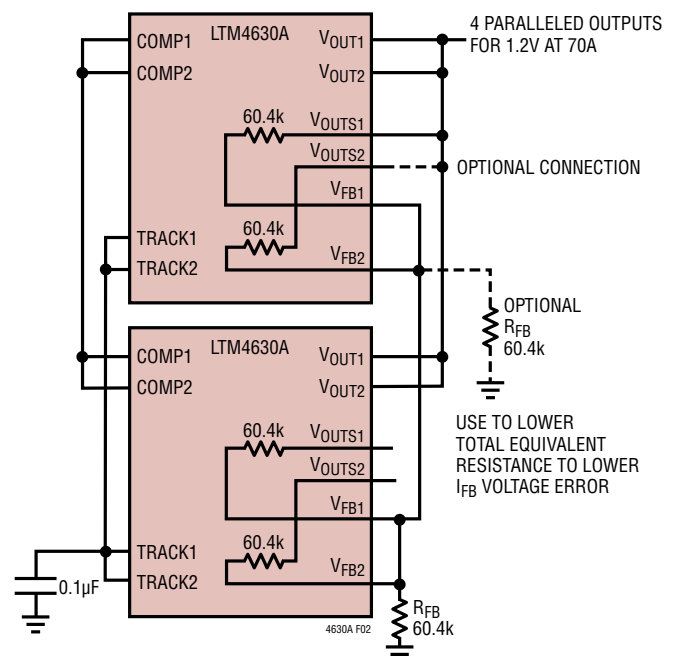 4 PARALLELED OUTPUTS
FOR 1.2V AT 70A
LTM4630A
COMP1
COMP2
VOUT1
VOUT2
60.4k
VOUTS1
VOUTS2
OPTIONAL CONNECTION
VFB1
60.4k
TRACK1
TRACK2
VFB2
OPTIONAL
RFB
60.4k
LTM4630A
COMP1
COMP2
VOUT1
VOUT2
USE TO LOWER
TOTAL EQUIVALENT
RESISTANCE TO LOWER
IFB VOLTAGE ERROR
60.4k
VOUTS1
VOUTS2
VFB1
60.4k
TRACK1
TRACK2
VFB2
0.1µF
RFB
60.4k
4630A F02